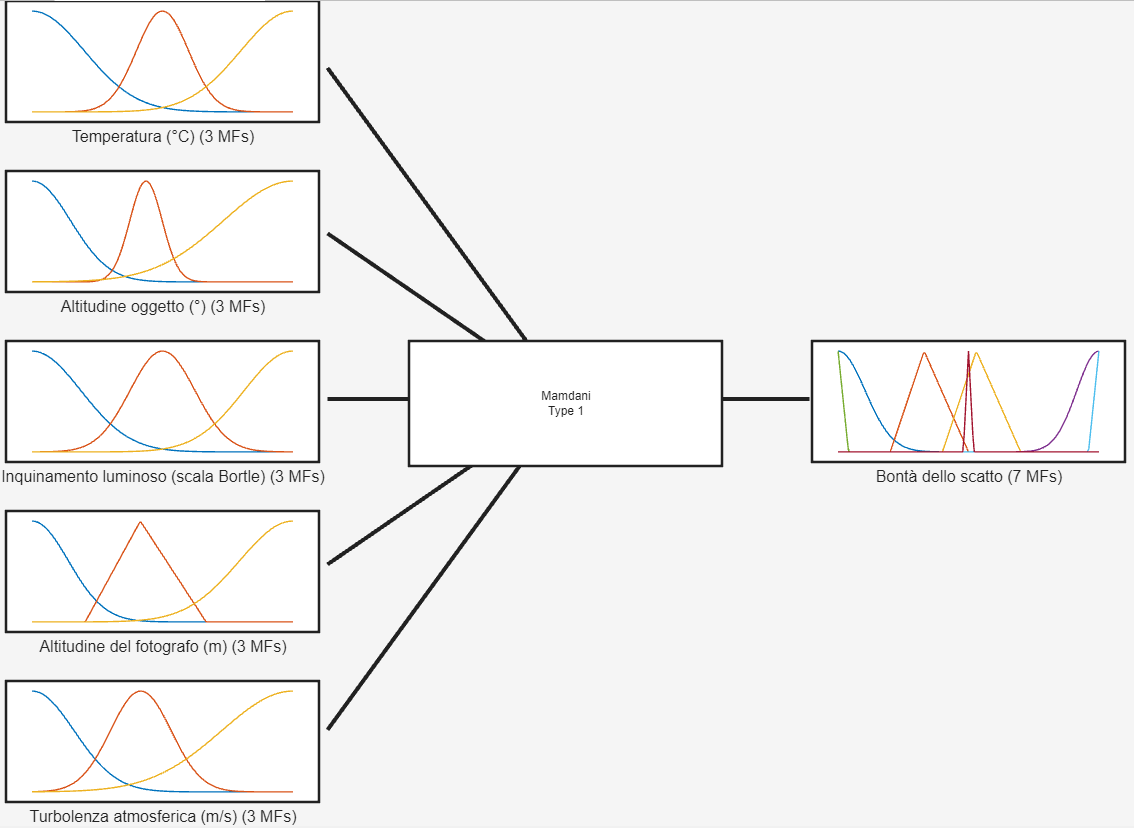 Temperatura (°C) (3 MFs)
Altitudine oggetto (°) (3 MFs)
Inquinamento luminoso (scala Bortle) (3 MFs)
Altitudine del fotografo (m) (3 MFs)
Turbolenza atmosferica (m/s) (3 MFs)
Mamdani
Type 1
Bontà dello scatto (7 MFs)